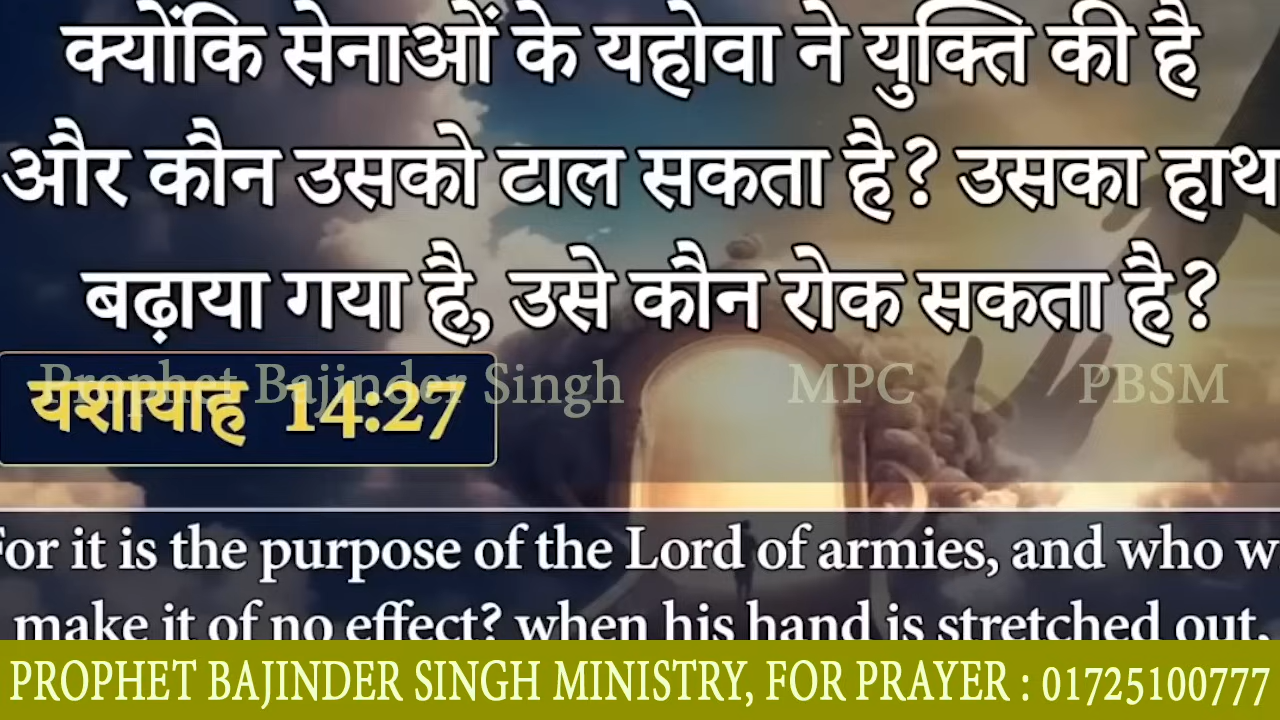 क्योंकि सेनाओं के यहोवा ने युक्ति की है
और कौन उसको टाल सकता है? उसका हाथ
बढ़ाया गया है, उसे कौन रोक सकता है?
Prophet Bajinder Singh MPC PBSM
यशायाह 14:27
For it is the purpose of the Lord of armies, and who
make it of no effect? when his hand is stretched out,
PROPHET BAJINDER SINGH MINISTRY, FOR PRAYER : 01725100777